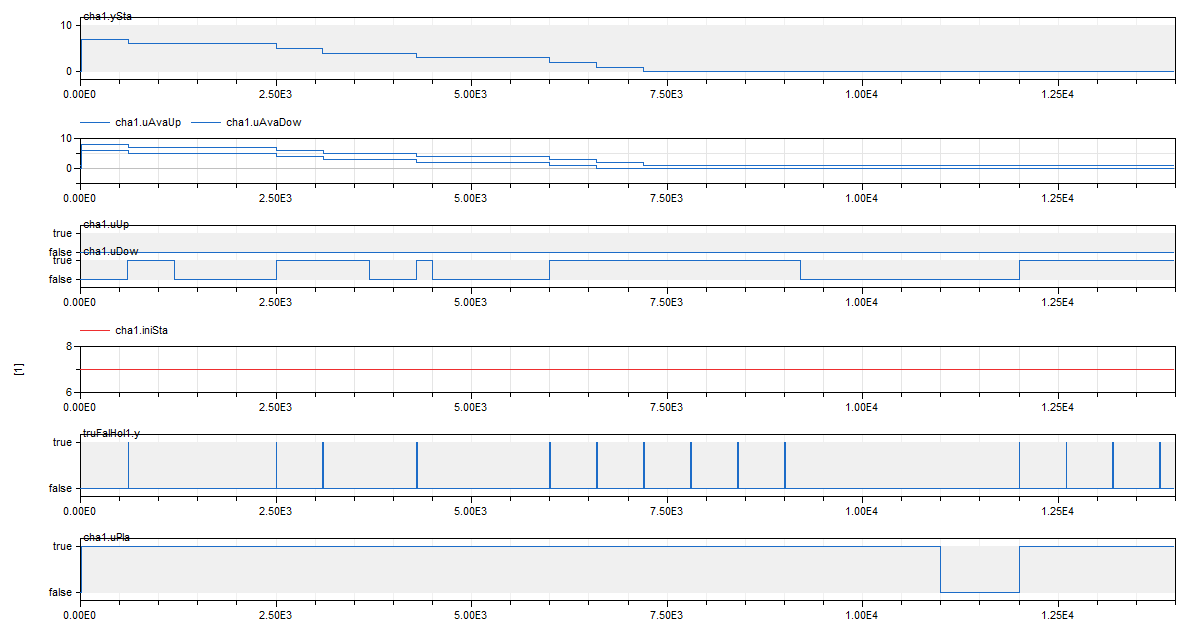 cha1.ySta
10
0
0.00E0 2.50E3 5.00E3 7.50E3 1.00E4 1.25E4
cha1.uAvaUp cha1.uAvaDow
10
0
0.00E0 2.50E3 5.00E3 7.50E3 1.00E4 1.25E4
cha1.uUp
true
false
cha1.uDow
true
false
0.00E0 2.50E3 5.00E3 7.50E3 1.00E4 1.25E4
cha1.iniSta
8
[1]
6
0.00E0 2.50E3 5.00E3 7.50E3 1.00E4 1.25E4
truFalHol1.y
true
false
0.00E0 2.50E3 5.00E3 7.50E3 1.00E4 1.25E4
cha1.uPla
true
false
0.00E0 2.50E3 5.00E3 7.50E3 1.00E4 1.25E4